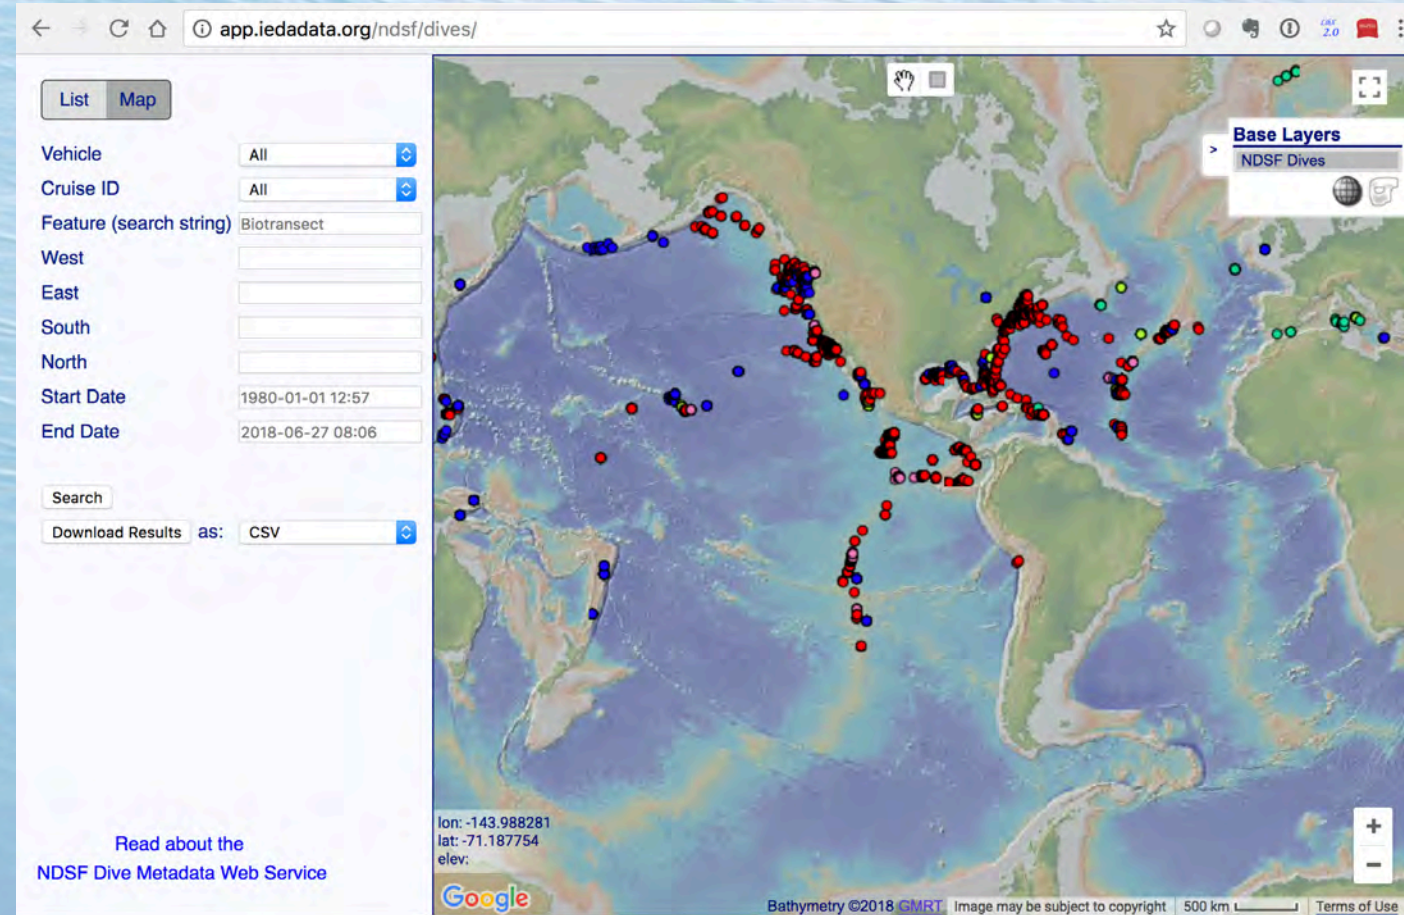 app.iedadata.org/ndsf/dives/
List Map
Vehicle All
Cruise ID All
Feature (search string) Biotransect
West
East
South
North
Start Date 1980-01-01 12:57
End Date 2018-06-27 08:06
Search
Download Results as: CSV
Read about the
NDSF Dive Metadata Web Service
>
Base Layers
NDSF Dives
lon: -143.988281
lat: -71.187754
elev:
+
−
Google
Bathymetry ©2018 GMRT Image may be subject to copyright 500 km Terms of Use